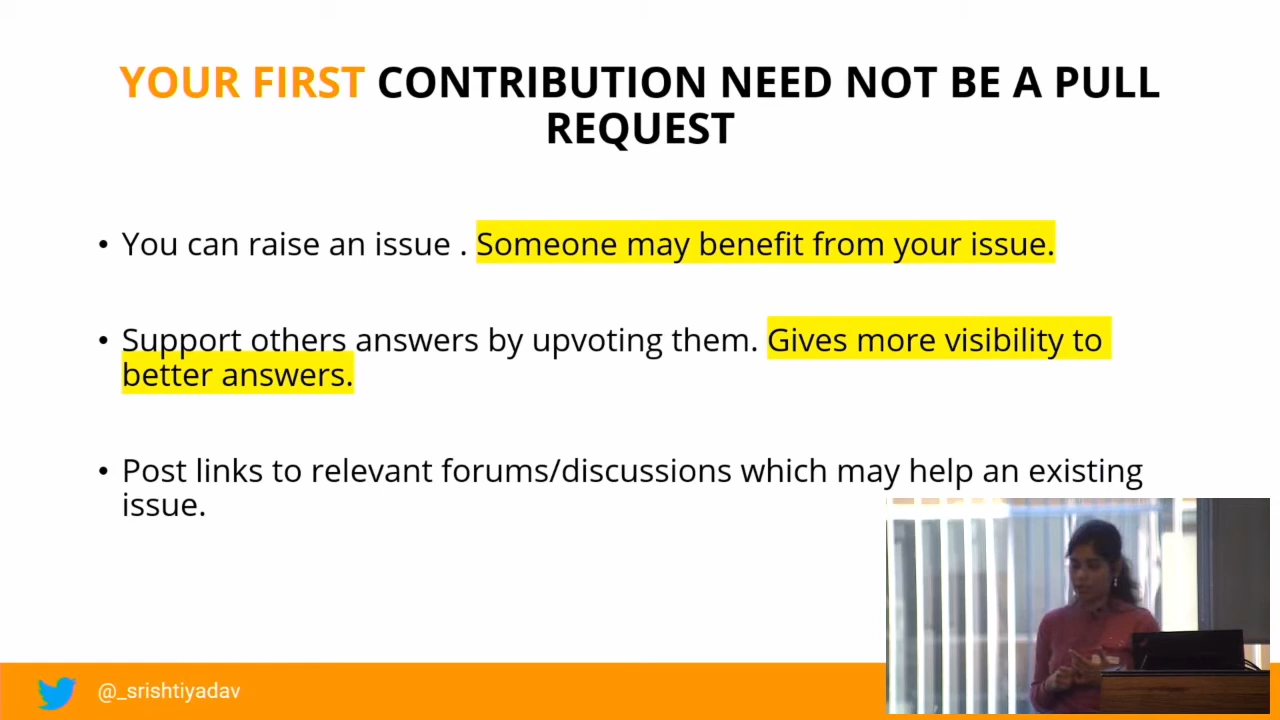 YOUR FIRST CONTRIBUTION NEED NOT BE A PULL
REQUEST
• You can raise an issue . Someone may benefit from your issue.
• Support others answers by upvoting them. Gives more visibility to
better answers.
• Post links to relevant forums/discussions which may help an existing
issue.
@_srishtiyadav